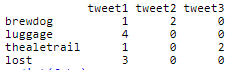 tweet1 tweet2 tweet3
brewdog 1 2 0
luggage 4 0 0
thealetrail 1 0 2
lost 3 0 0